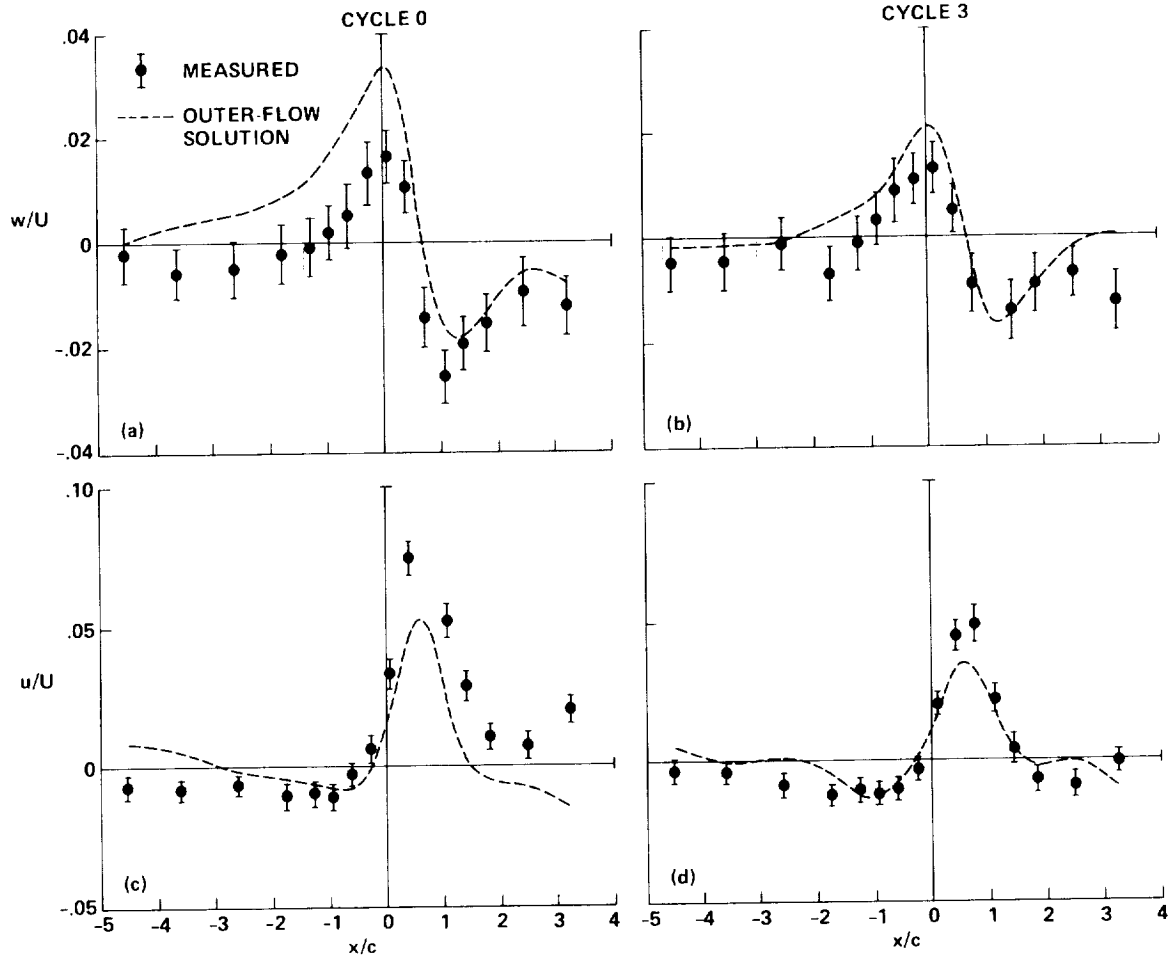 CYCLE 0
CYCLE 3
.04
MEASURED
OUTER-FLOW
SOLUTION
.02
w/U
0
-.02
-.04
(a)
(b)
-5
.10
.05
u/U
0
-.05
(c)
(d)
-5 -4 -3 -2 -1 0 1 2 3 4
x/c
-5 -4 -3 -2 -1 0 1 2 3 4
x/c